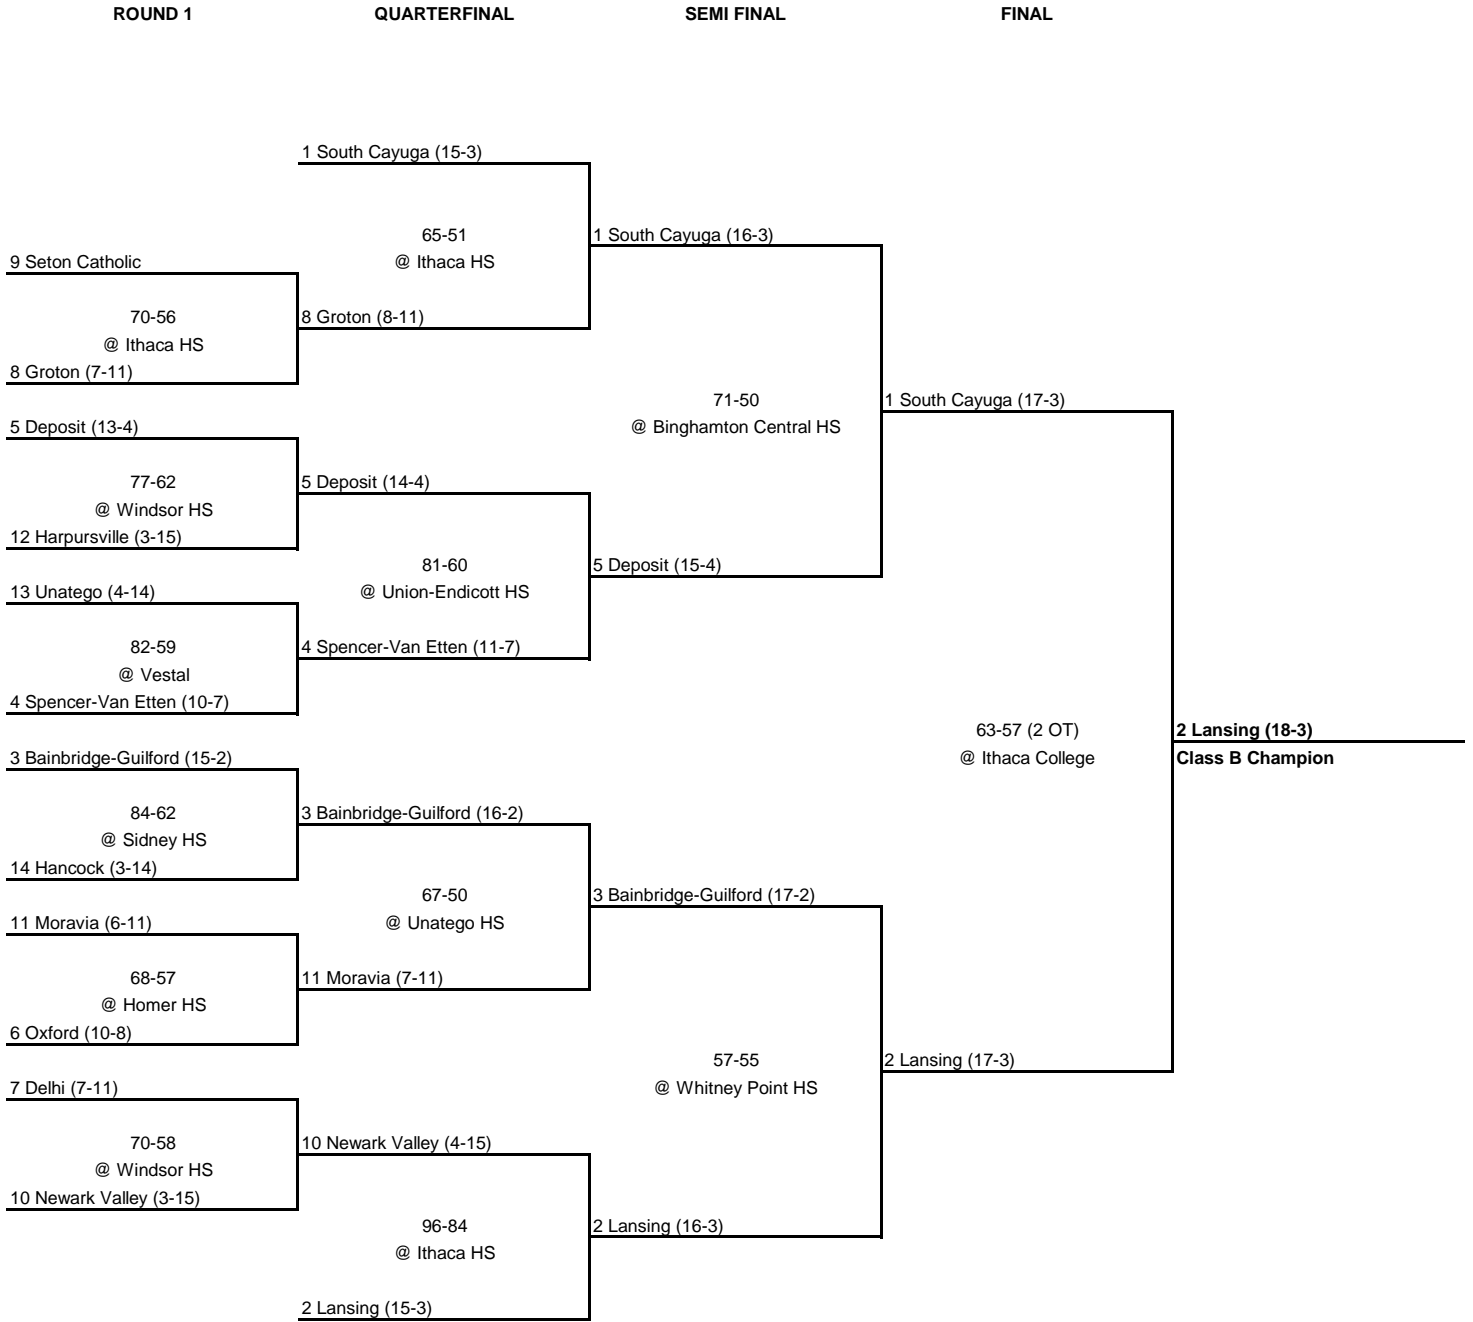 ROUND 1 QUARTERFINAL SEMI FINAL FINAL
1 South Cayuga (15-3)
65-51 1 South Cayuga (16-3)
9 Seton Catholic @ Ithaca HS
70-56 8 Groton (8-11)
@ Ithaca HS
8 Groton (7-11)
71-50 1 South Cayuga (17-3)
5 Deposit (13-4) @ Binghamton Central HS
77-62 5 Deposit (14-4)
@ Windsor HS
12 Harpursville (3-15)
81-60 5 Deposit (15-4)
13 Unatego (4-14) @ Union-Endicott HS
82-59 4 Spencer-Van Etten (11-7)
@ Vestal
4 Spencer-Van Etten (10-7)
63-57 (2 OT) 2 Lansing (18-3)
3 Bainbridge-Guilford (15-2) @ Ithaca College Class B Champion
84-62 3 Bainbridge-Guilford (16-2)
@ Sidney HS
14 Hancock (3-14)
67-50 3 Bainbridge-Guilford (17-2)
11 Moravia (6-11) @ Unatego HS
68-57 11 Moravia (7-11)
@ Homer HS
6 Oxford (10-8)
57-55 2 Lansing (17-3)
7 Delhi (7-11) @ Whitney Point HS
70-58 10 Newark Valley (4-15)
@ Windsor HS
10 Newark Valley (3-15)
96-84 2 Lansing (16-3)
@ Ithaca HS
2 Lansing (15-3)